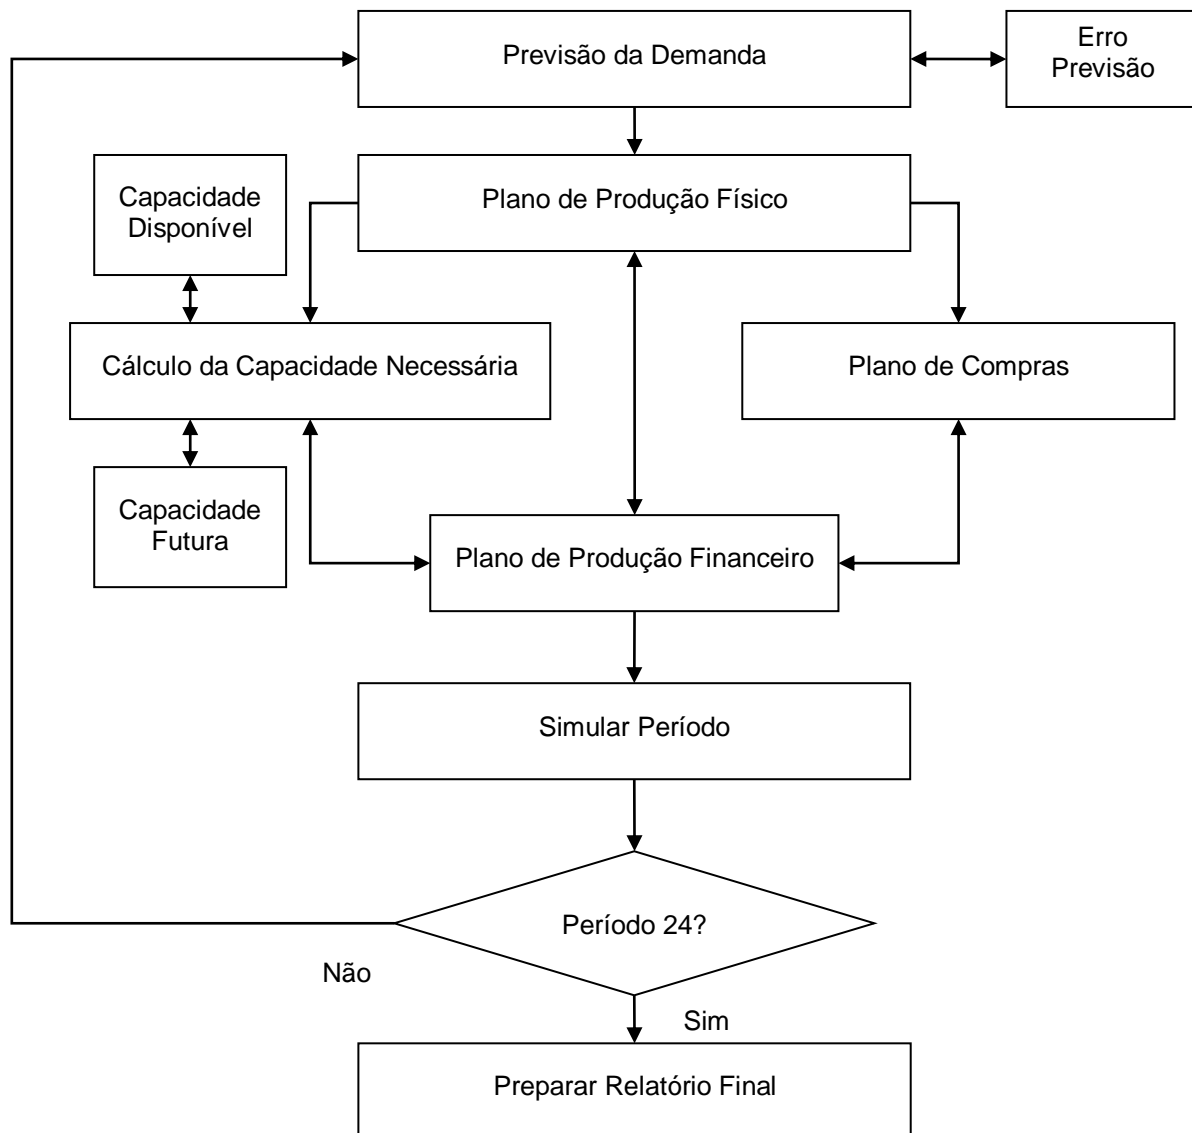 Previsão da Demanda
Erro
Previsão
Plano de Produção Físico
Capacidade
Disponível
Cálculo da Capacidade Necessária
Plano de Compras
Capacidade
Futura
Plano de Produção Financeiro
Simular Período
Período 24?
Não
Sim
Preparar Relatório Final